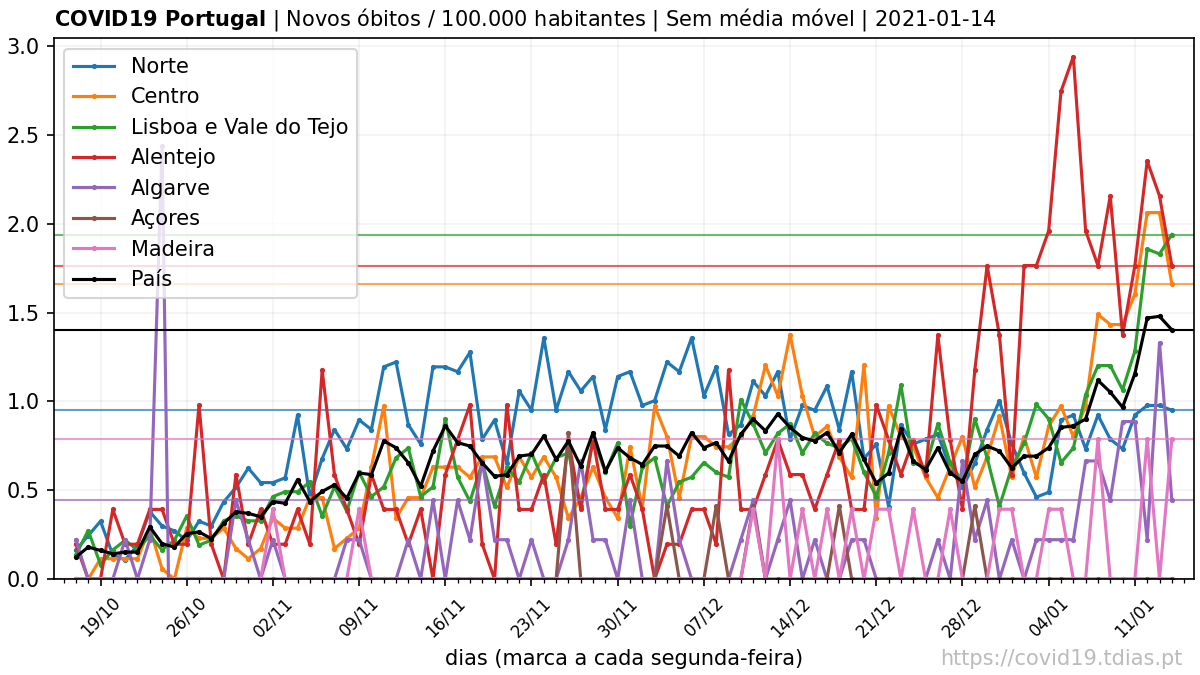 COVID19 Portugal | Novos óbitos / 100.000 habitantes | Sem média móvel | 2021-01-14
3.0
2.5
2.0
1.5
1.0
0.5
0.0
Norte
Centro
Lisboa e Vale do Tejo
Alentejo
Algarve
Açores
Madeira
País
19/10
26/10
02/11
09/11
16/11
23/11
30/11
07/12
14/12
21/12
28/12
04/01
11/01
dias (marca a cada segunda-feira)
https://covid19.tdias.pt